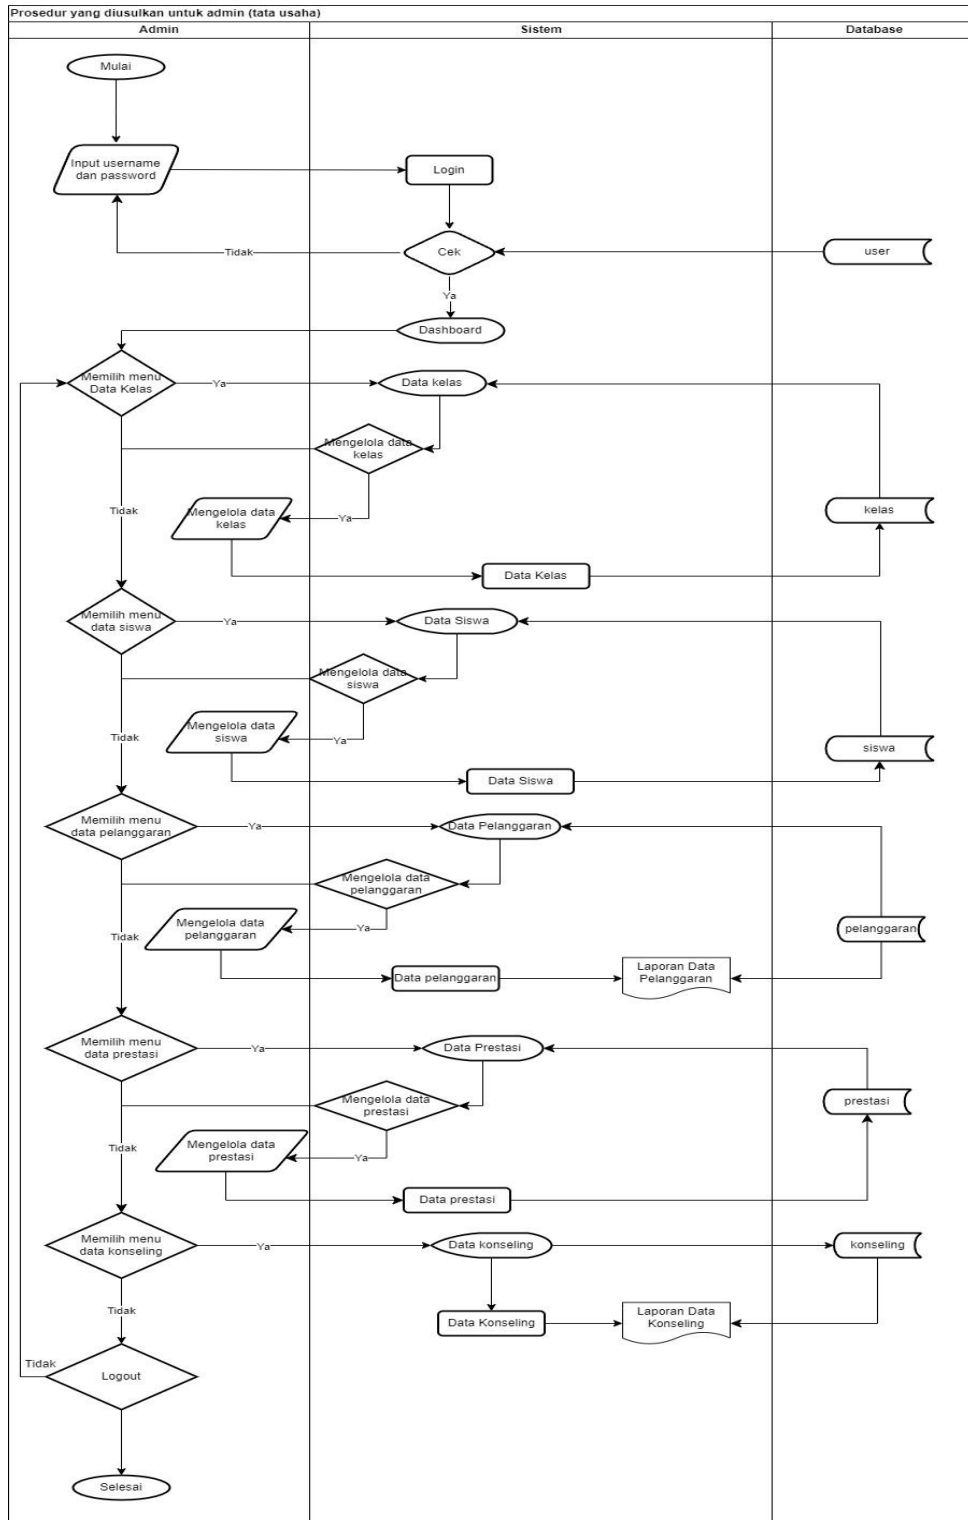 Prosedur yang diusulkan untuk admin (tata usaha)
Admin
Sistem
Database
Mulai
Input username
dan password
Login
Tidak
Cek
user
Ya
Dashboard
Memilih menu
Data Kelas
Ya
Data kelas
Mengelola data
kelas
Tidak
Mengelola data
kelas
Ya
kelas
Data Kelas
Memilih menu
data siswa
Ya
Data Siswa
Mengelola data
siswa
Tidak
Mengelola data
siswa
Ya
siswa
Data Siswa
Memilih menu
data pelanggaran
Ya
Data Pelanggaran
Mengelola data
pelanggaran
Tidak
Mengelola data
pelanggaran
Ya
pelanggaran
Data pelanggaran
Laporan Data
Pelanggaran
Memilih menu
data prestasi
Ya
Data Prestasi
Mengelola data
prestasi
prestasi
Tidak
Mengelola data
prestasi
Ya
Data prestasi
Memilih menu
data konseling
Ya
Data konseling
konseling
Tidak
Data Konseling
Laporan Data
Konseling
Tidak
Logout
Selesai